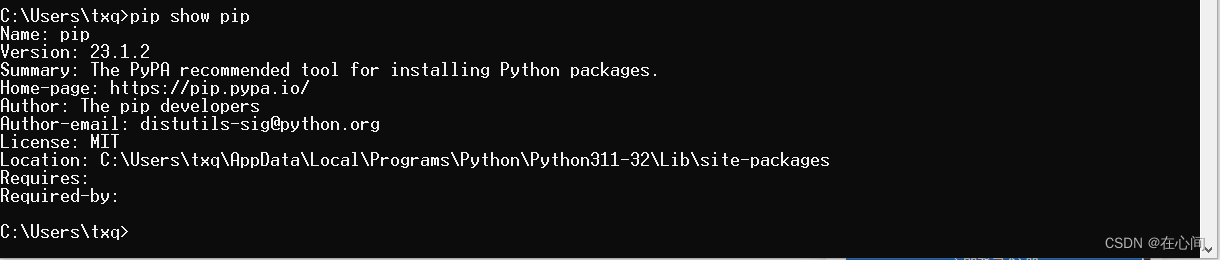 C:\Users\txq>pip show pip
Name: pip
Version: 23.1.2
Summary: The PyPA recommended tool for installing Python packages.
Home-page: https://pip.pypa.io/
Author: The pip developers
Author-email: distutils-sig@python.org
License: MIT
Location: C:\Users\txq\AppData\Local\Programs\Python\Python311-32\Lib\site-packages
Requires:
Required-by:
C:\Users\txq>
CSDN @在心间